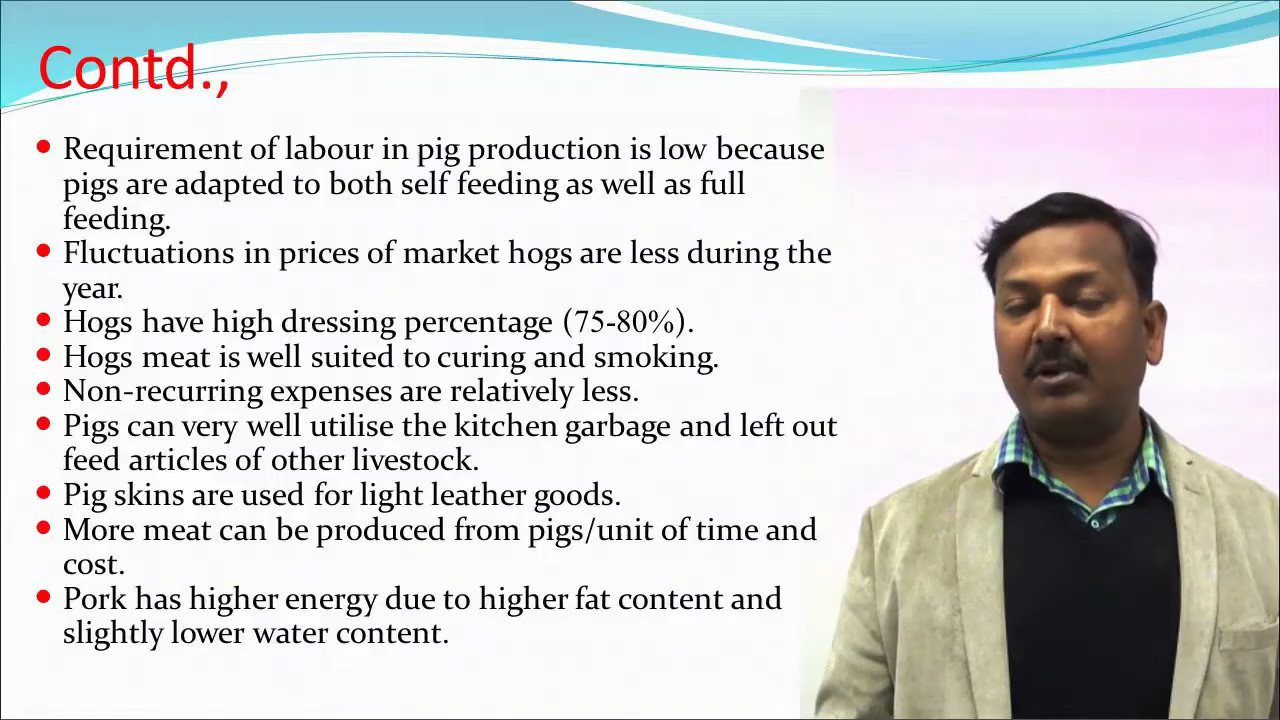 Contd.,
Requirement of labour in pig production is low because
pigs are adapted to both self feeding as well as full
feeding.
Fluctuations in prices of market hogs are less during the
year.
Hogs have high dressing percentage (75-80%).
Hogs meat is well suited to curing and smoking.
Non-recurring expenses are relatively less.
Pigs can very well utilise the kitchen garbage and left out
feed articles of other livestock.
Pig skins are used for light leather goods.
More meat can be produced from pigs/unit of time and
cost.
Pork has higher energy due to higher fat content and
slightly lower water content.